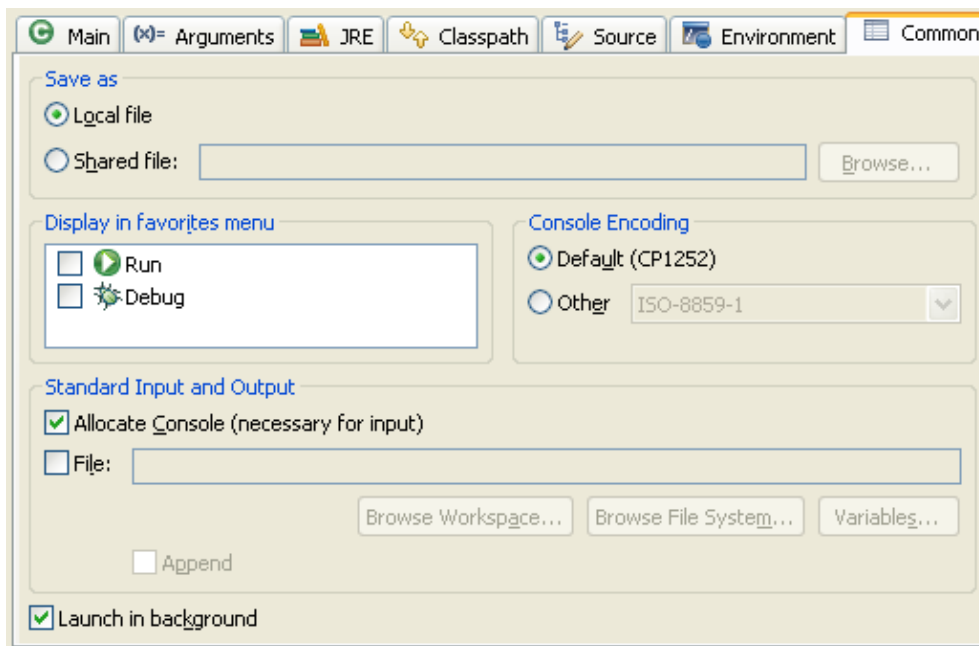 Main (x)= Arguments JRE Classpath Source Environment Common
Save as
Local file
Shared file: Browse...
Display in favorites menu
Run
Debug
Console Encoding
Default (CP1252)
Other ISO-8859-1
Standard Input and Output
Allocate Console (necessary for input)
File:
Browse Workspace... Browse File System... Variables...
Append
Launch in background